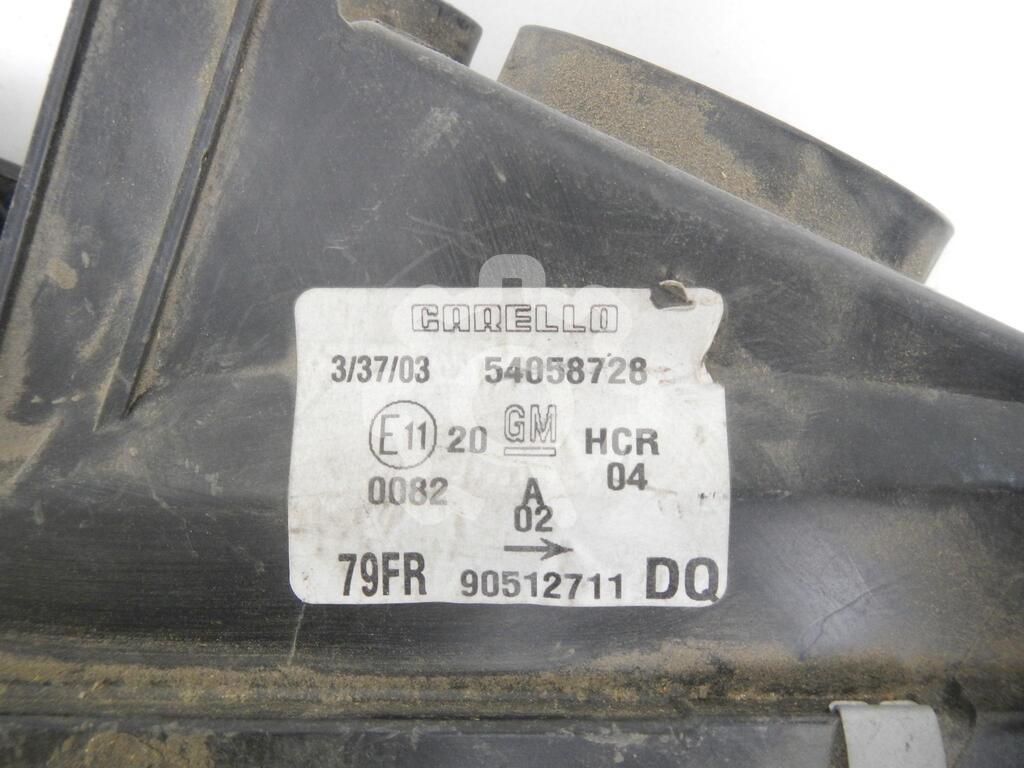 CARELLO
3/37/03 54058728
E11 20 GM HCR
0082 A 04
02
→
79FR 90512711 DQ